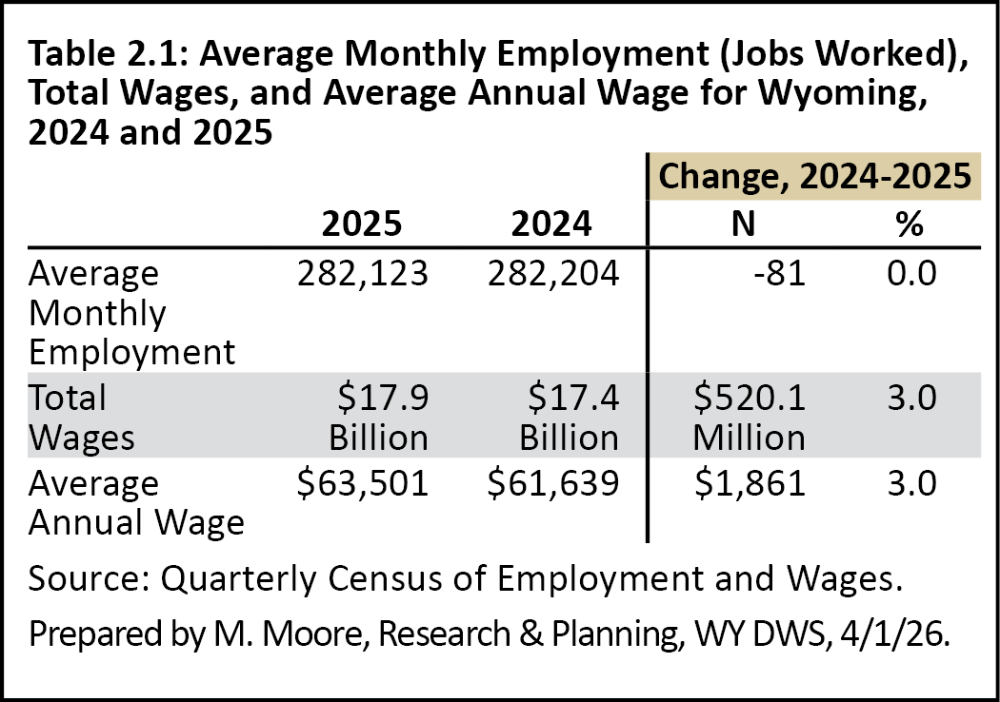 Table 2.1: Average Monthly Employment (Jobs Worked),
Total Wages, and Average Annual Wage for Wyoming,
2024 and 2025
Change, 2024-2025
2025 2024 N %
Average 282,123 282,204 -81 0.0
Monthly
Employment
Total $17.9 $17.4 $520.1 3.0
Wages Billion Billion Million
Average $63,501 $61,639 $1,861 3.0
Annual Wage
Source: Quarterly Census of Employment and Wages.
Prepared by M. Moore, Research & Planning, WY DWS, 4/1/26.